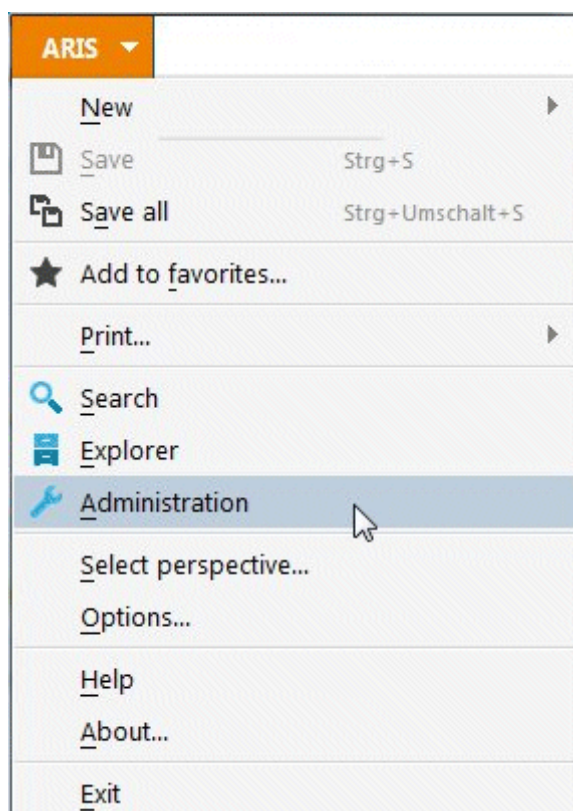 ARIS
New
Save Strg+S
Save all Strg+Umschalt+S
Add to favorites...
Print...
Search
Explorer
Administration
Select perspective...
Options...
Help
About...
Exit